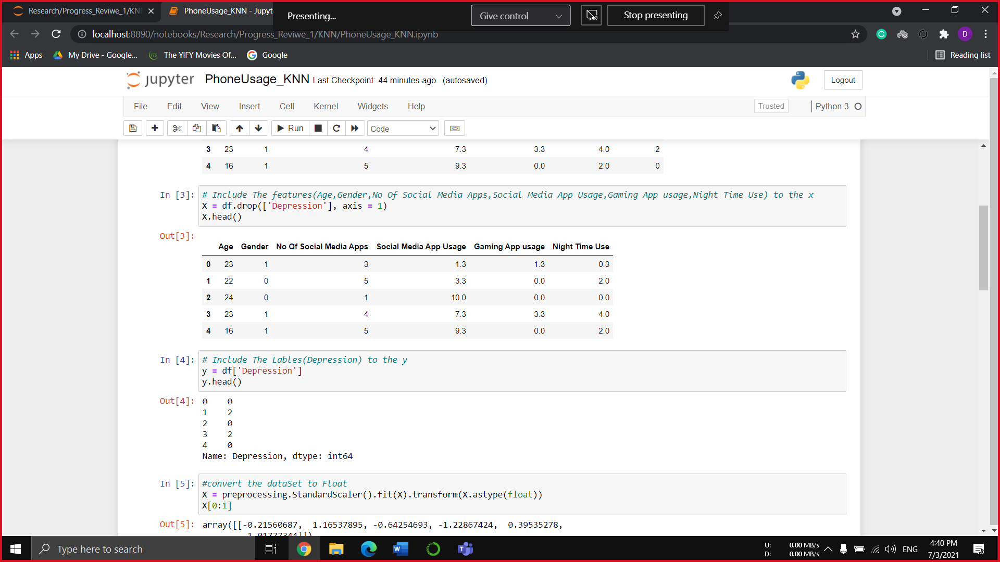 Research/Progress_Reviwe_1/KN
PhoneUsage_KNN - Jupyt
Presenting...
Give control
Stop presenting
localhost:8890/notebooks/Research/Progress_Reviwe_1/KNN/PhoneUsage_KNN.ipynb
G
D
Apps
My Drive - Google...
The YIFY Movies Of...
Google
Reading list
jupyter PhoneUsage_KNN Last Checkpoint: 44 minutes ago (autosaved)
Logout
File Edit View Insert Cell Kernel Widgets Help
Trusted
Python 3
Run
Code
3 23 1 4 7.3 3.3 4.0 2
4 16 1 5 9.3 0.0 2.0 0
In [3]: # Include The features(Age,Gender,No Of Social Media Apps,Social Media App Usage,Gaming App usage,Night Time Use) to the x
X = df.drop(['Depression'], axis = 1)
X.head()
Out[3]:
Age Gender No Of Social Media Apps Social Media App Usage Gaming App usage Night Time Use
0 23 1 3 1.3 1.3 0.3
1 22 0 5 3.3 0.0 2.0
2 24 0 1 10.0 0.0 0.0
3 23 1 4 7.3 3.3 4.0
4 16 1 5 9.3 0.0 2.0
In [4]: # Include The Lables(Depression) to the y
y = df['Depression']
y.head()
Out[4]: 0 0
1 2
2 0
3 2
4 0
Name: Depression, dtype: int64
In [5]: #convert the dataSet to Float
X = preprocessing.StandardScaler().fit(X).transform(X.astype(float))
X[0:1]
Out[5]: array([[-0.21560687, 1.16537895, -0.64254693, -1.22867424, 0.39535278,
Type here to search
U: 0.00 MB/s
D: 0.00 MB/s
ENG
4:40 PM
7/3/2021